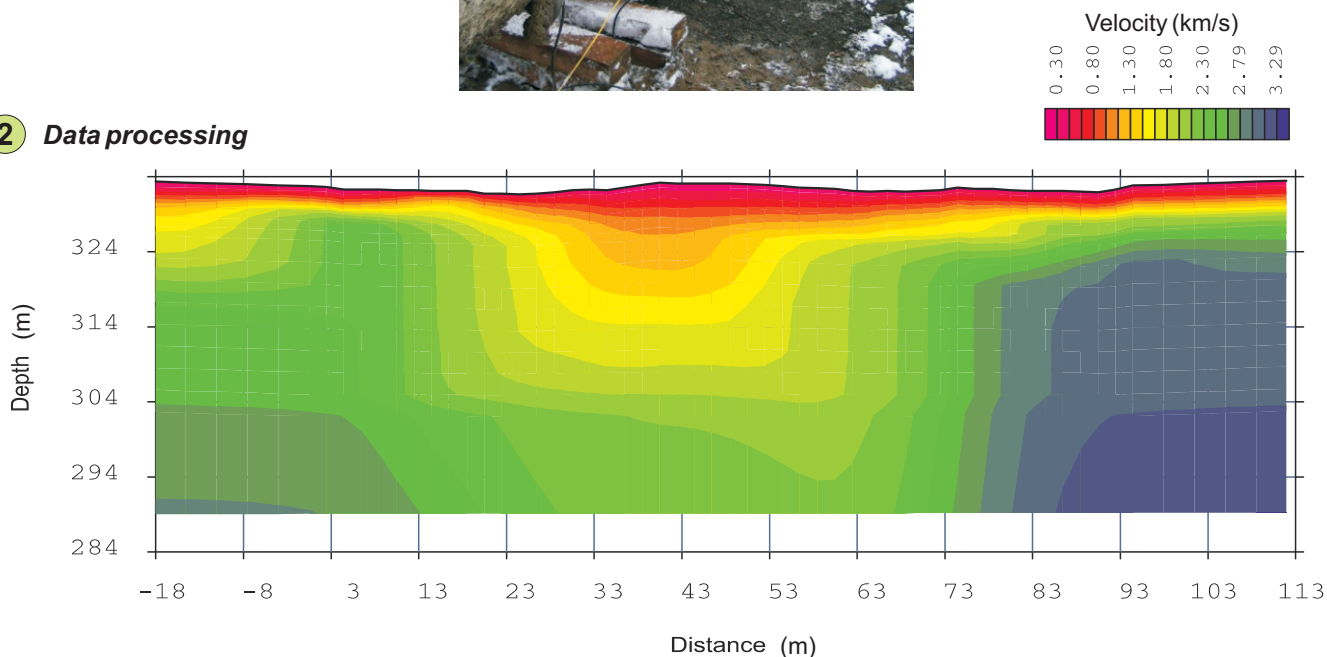 Velocity (km/s)
0.30 0.80 1.30 1.80 2.30 2.79 3.29
2 Data processing
324
314
304
294
284
Depth (m)
-18 -8 3 13 23 33 43 53 63 73 83 93 103 113
Distance (m)